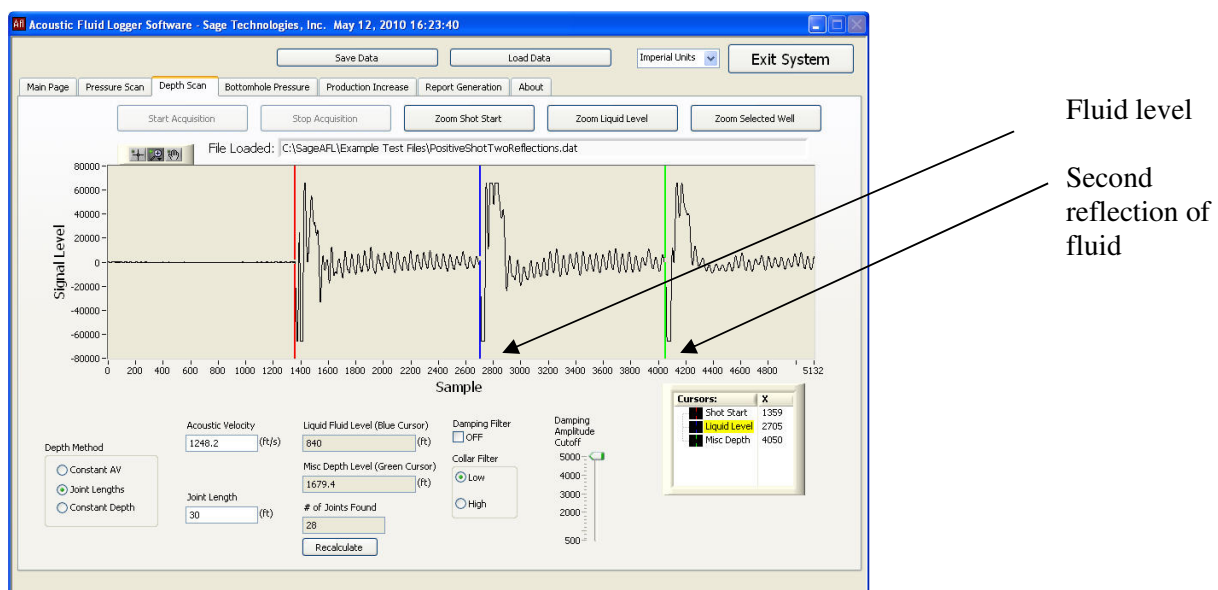 Afl Acoustic Fluid Logger Software - Sage Technologies, Inc. May 12, 2010 16:23:40
Save Data Load Data Imperial Units Exit System
Main Page Pressure Scan Depth Scan Bottomhole Pressure Production Increase Report Generation About
Start Acquisition Stop Acquisition Zoom Shot Start Zoom Liquid Level Zoom Selected Well
File Loaded: C:\SageAFL\Example Test Files\PositiveShotTwoReflections.dat
80000
60000
40000
20000
0
-20000
-40000
-60000
-80000
Signal Level
0 200 400 600 800 1000 1200 1400 1600 1800 2000 2200 2400 2600 2800 3000 3200 3400 3600 3800 4000 4200 4400 4600 4800 5132
Sample
Fluid level
Second
reflection of
fluid
Cursors: X
Shot Start 1359
Liquid Level 2705
Misc Depth 4050
Depth Method
Constant AV
Joint Lengths
Constant Depth
Acoustic Velocity
1248.2 (ft/s)
Joint Length
30 (ft)
Liquid Fluid Level (Blue Cursor)
840 (ft)
Misc Depth Level (Green Cursor)
1679.4 (ft)
# of Joints Found
28
Recalculate
Damping Filter
OFF
Collar Filter
Low
High
Damping
Amplitude
Cutoff
5000
4000
3000
2000
500